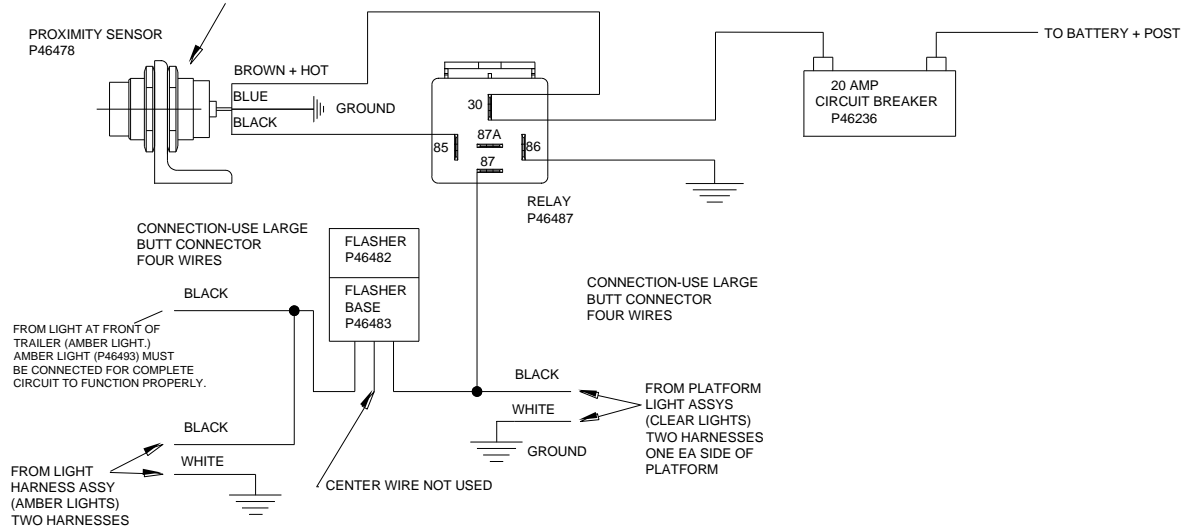 PROXIMITY SENSOR
P46478
BROWN + HOT
BLUE
GROUND
BLACK
30
87A
85
86
87
RELAY
P46487
TO BATTERY + POST
20 AMP
CIRCUIT BREAKER
P46236
CONNECTION-USE LARGE
BUTT CONNECTOR
FOUR WIRES
FLASHER
P46482
FLASHER
BASE
P46483
CONNECTION-USE LARGE
BUTT CONNECTOR
FOUR WIRES
BLACK
FROM LIGHT AT FRONT OF
TRAILER (AMBER LIGHT.)
AMBER LIGHT (P46493) MUST
BE CONNECTED FOR COMPLETE
CIRCUIT TO FUNCTION PROPERLY.
BLACK
WHITE
GROUND
FROM PLATFORM
LIGHT ASSYS
(CLEAR LIGHTS)
TWO HARNESSES
ONE EA SIDE OF
PLATFORM
BLACK
WHITE
FROM LIGHT
HARNESS ASSY
(AMBER LIGHTS)
TWO HARNESSES
CENTER WIRE NOT USED